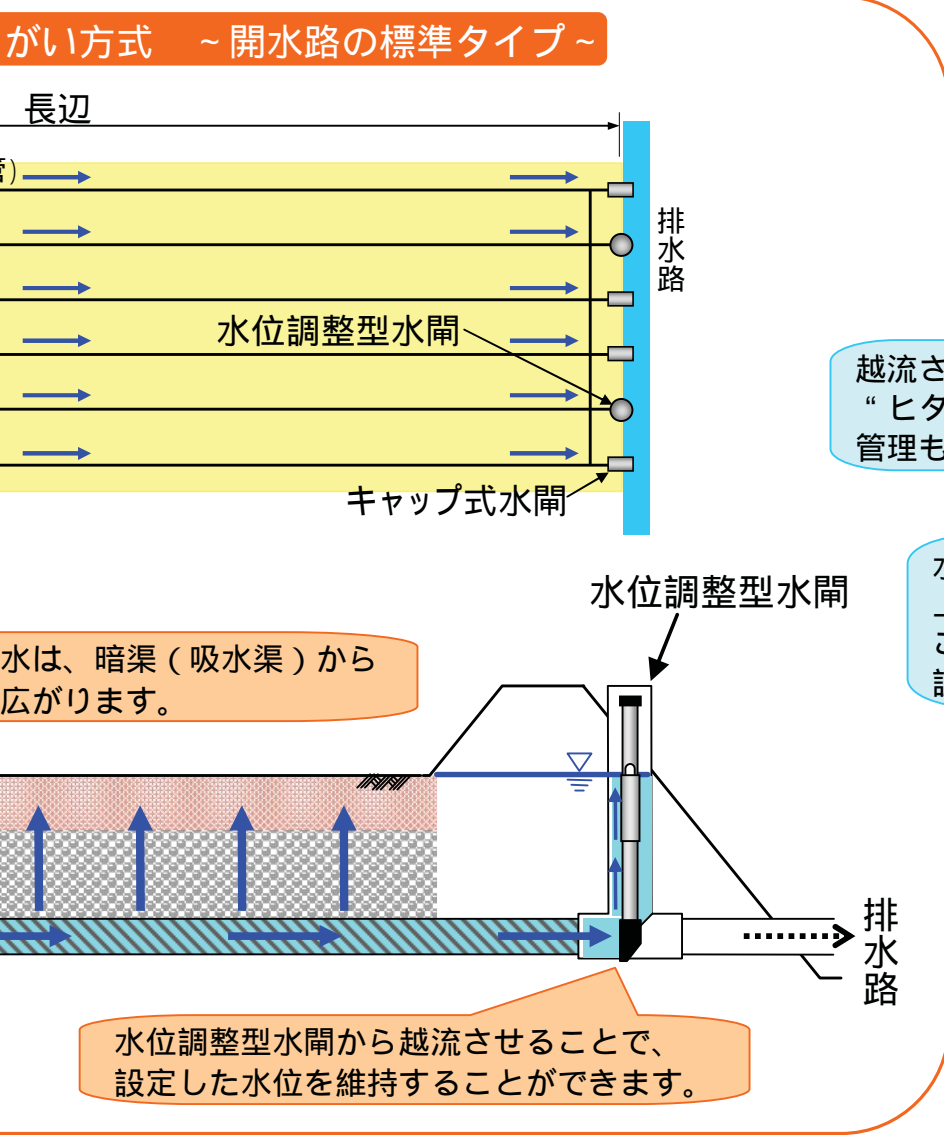 がい方式　～開水路の標準タイプ～
長辺
管)
排水路
水位調整型水閘
キャップ式水閘
越流さ
“ヒタ
管理も
水位調整型水閘
水は、暗渠（吸水渠）から
広がります。
排水路
水位調整型水閘から越流させることで、
設定した水位を維持することができます。